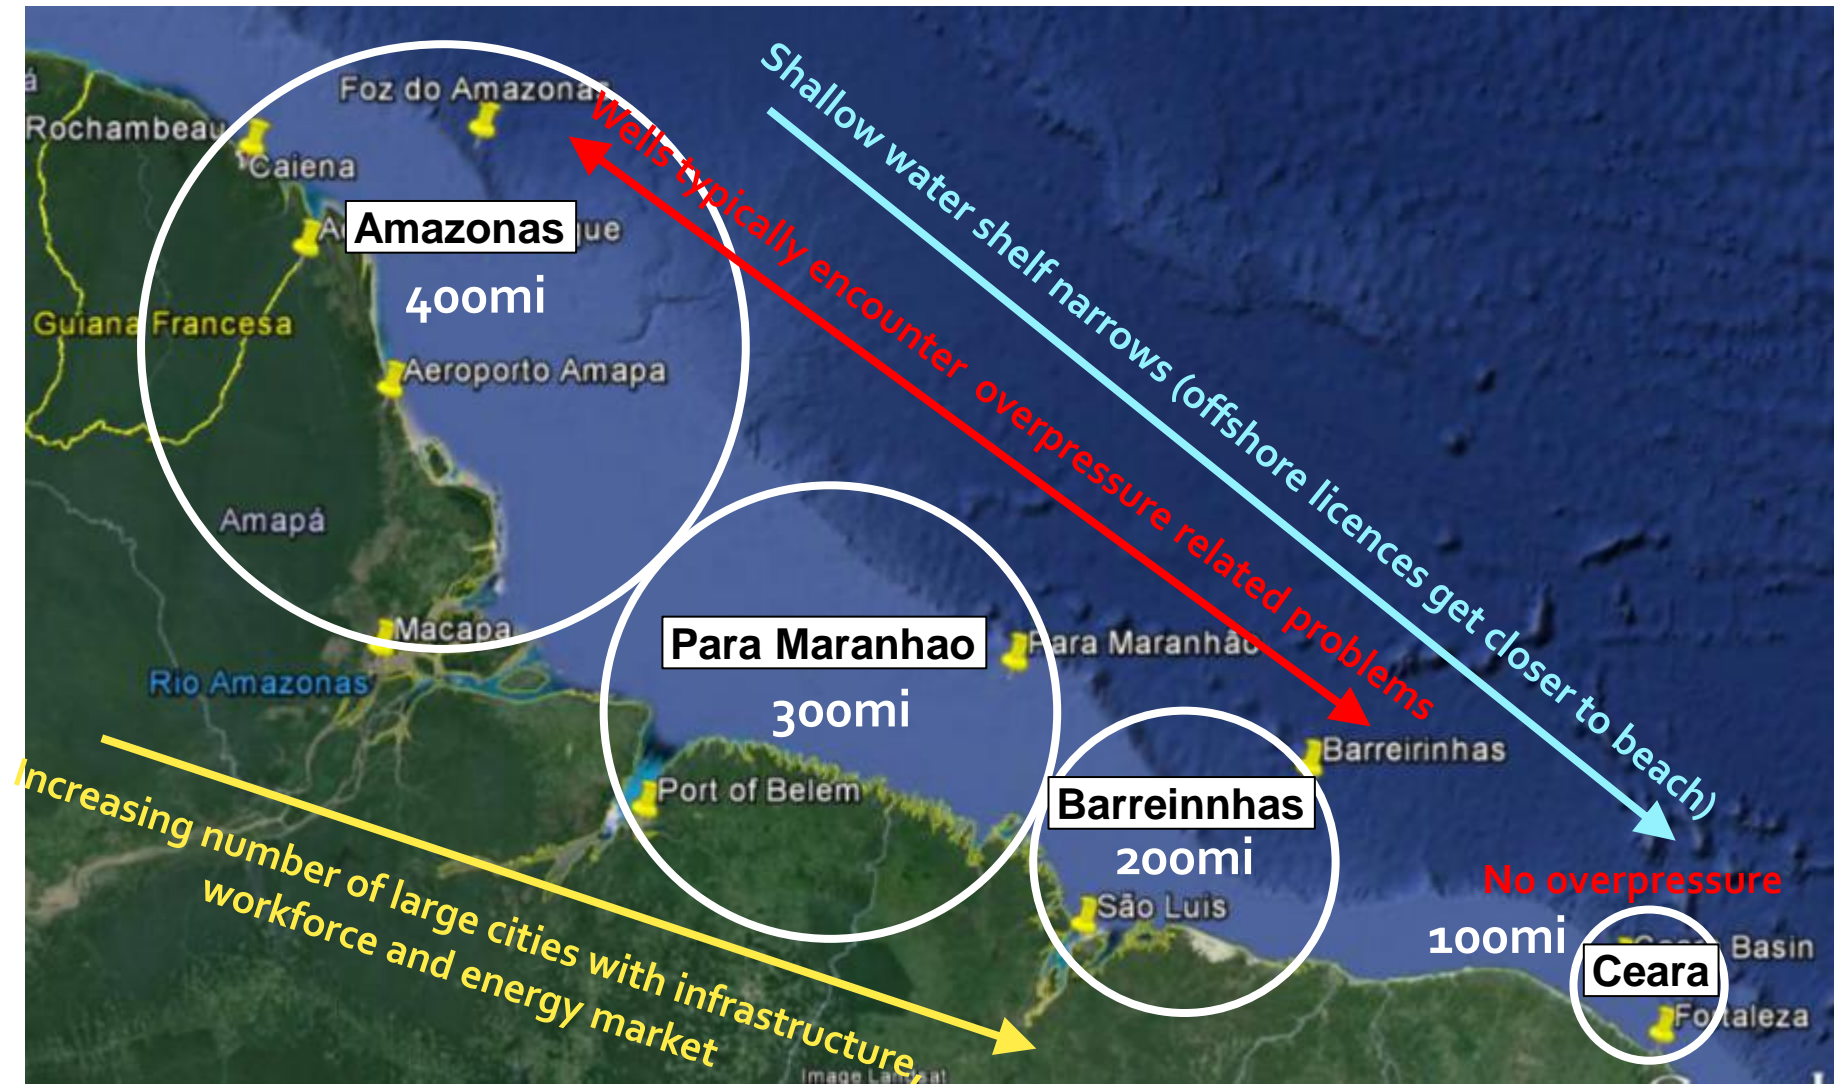 á
Foz do Amazonas
Rochambeau
Caiena
Amazonas
que
400mi
Guiana Francesa
Aeroporto Amapa
Amapá
Macapa
Rio Amazonas
Wells typically encounter overpressure related problems
Shallow water shelf narrows (offshore licences get closer to beach)
Para Maranhao
Para Maranhão
300mi
Port of Belem
Barreirinhas
Barreinnhas
200mi
São Luis
No overpressure
100mi
Basin
Ceara
Fortaleza
Increasing number of large cities with infrastructure,
workforce and energy market
Image Landsat